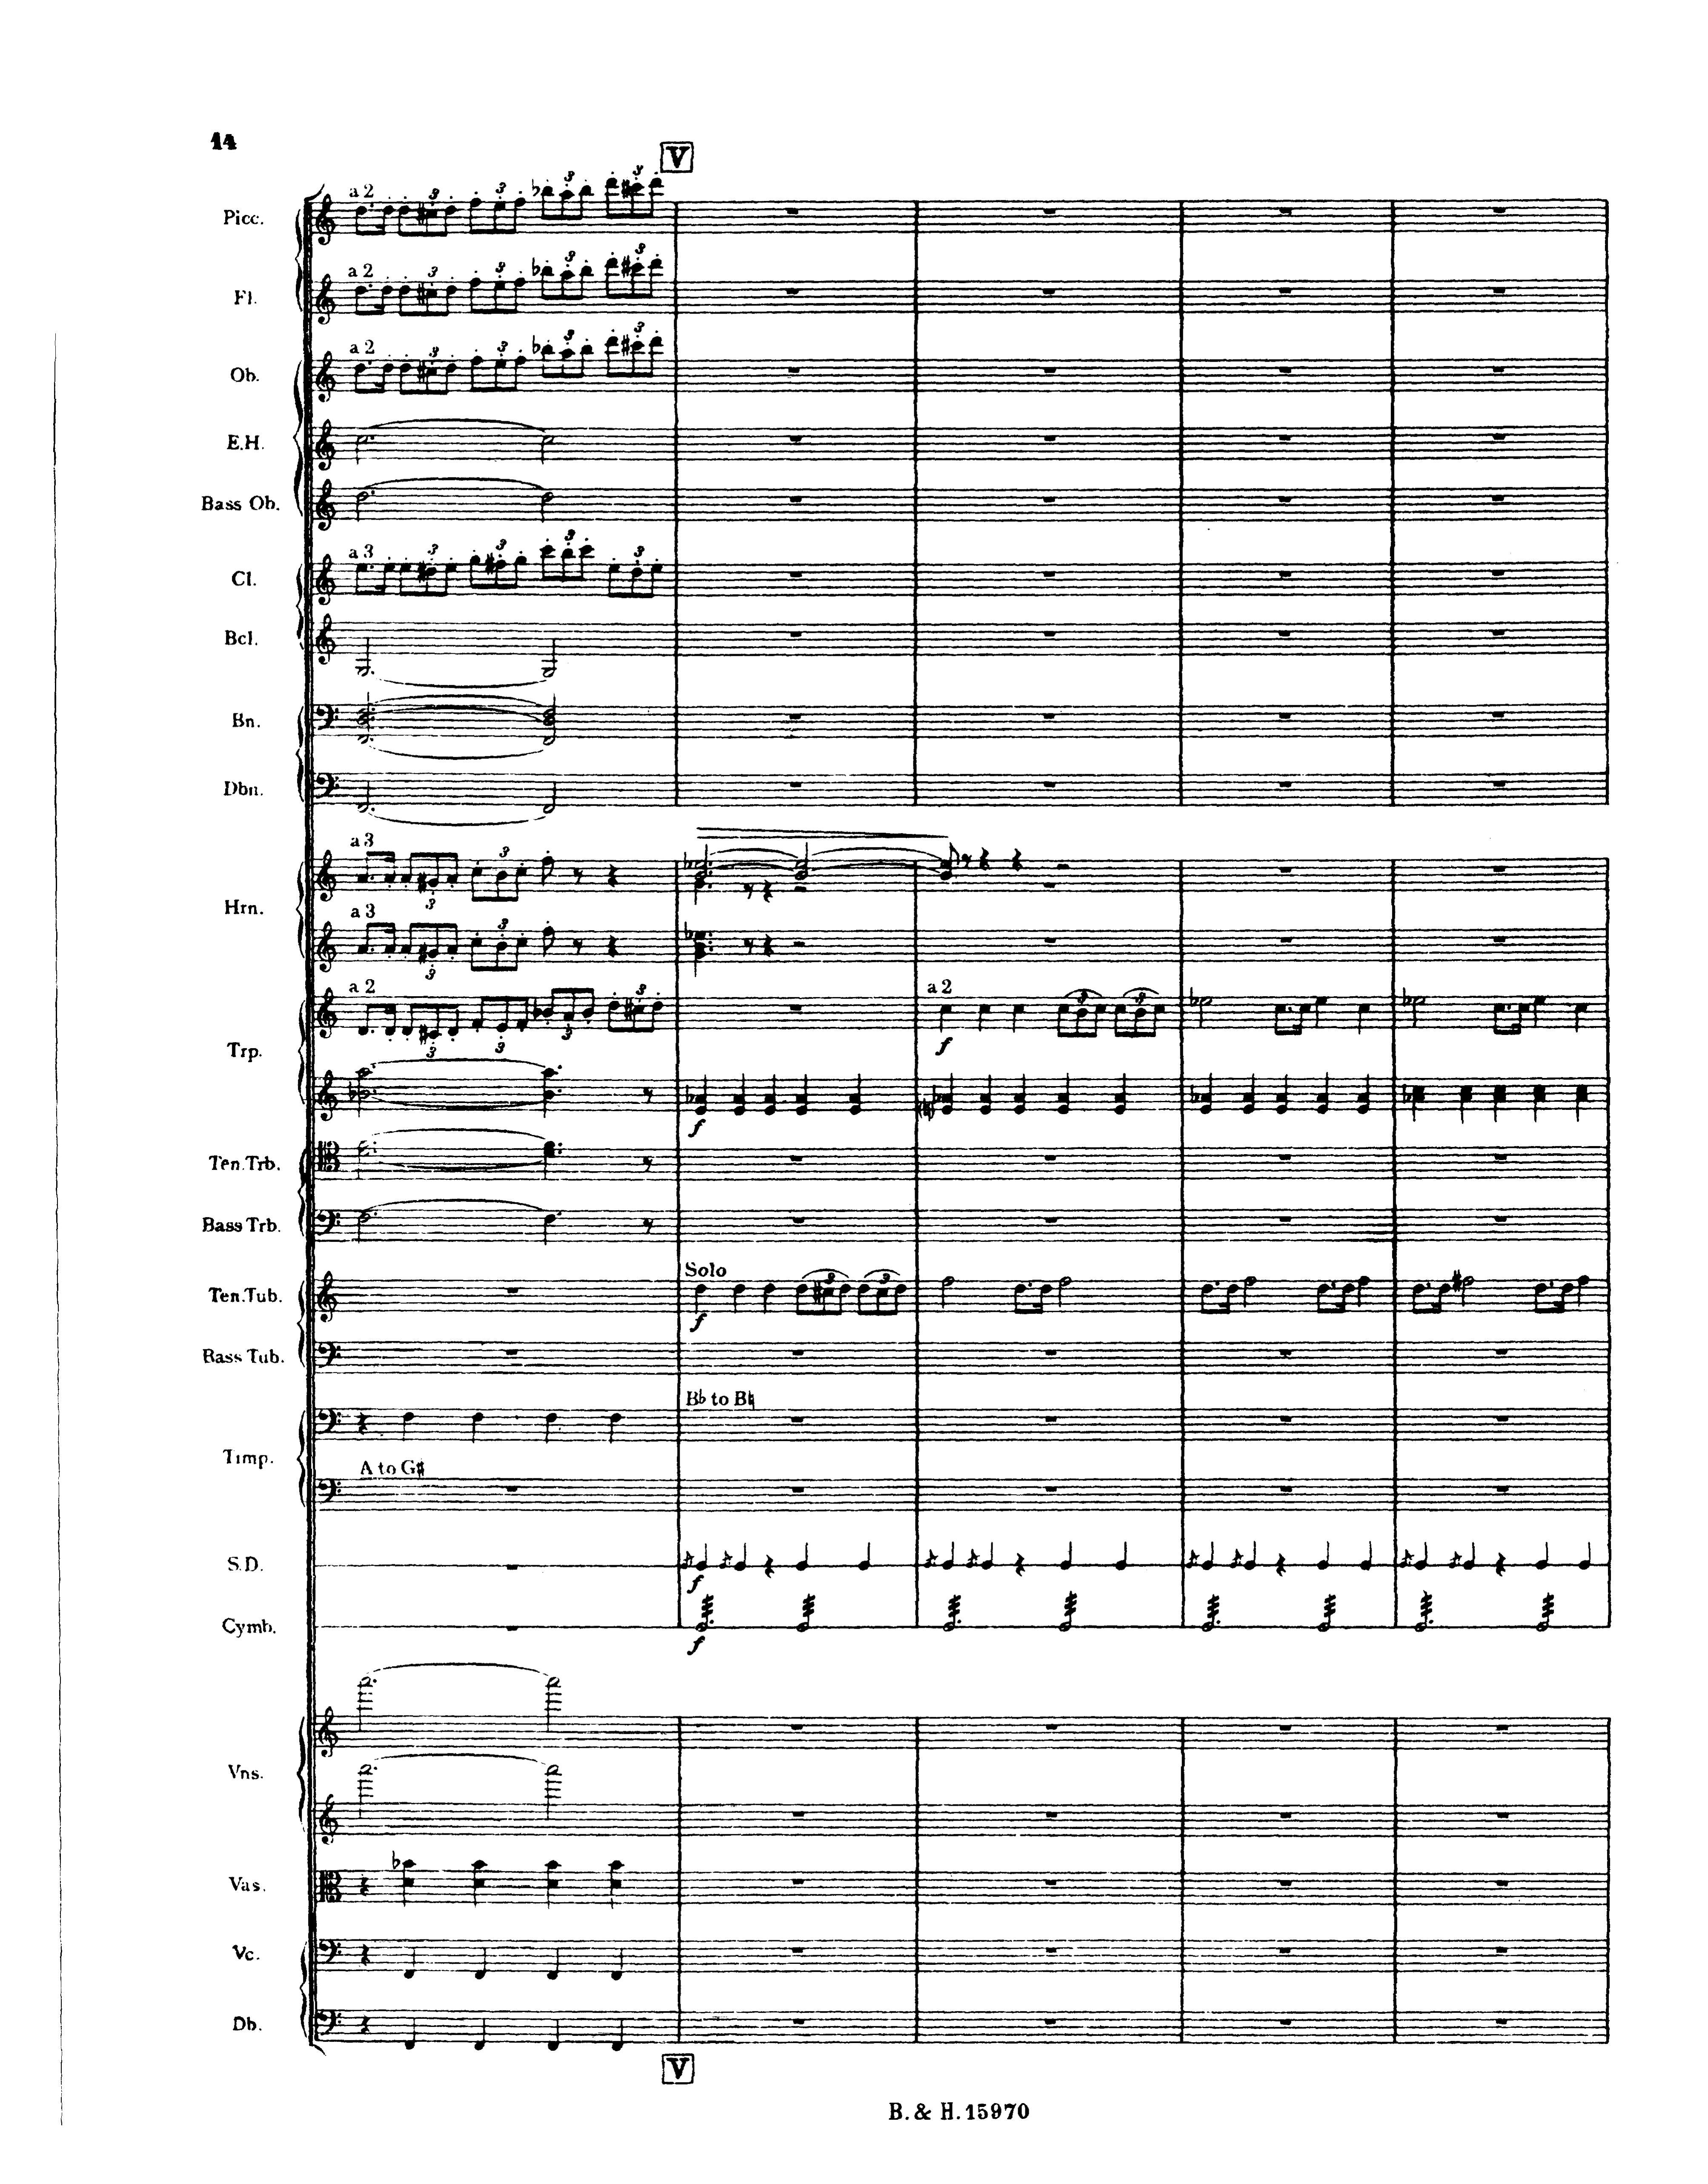 14
V
Picc.
a 2
3
3
3
3
Fl.
a 2
3
3
3
3
Ob.
a 2
3
3
3
3
E.H.
Bass Ob.
Cl.
a 3
3
3
3
3
Bcl.
Bn.
Dbn.
Hrn.
a 3
3
3
a 3
3
3
Trp.
a 2
3
3
3
3
a 2
3
3
f
f
Ten.Trb.
Bass Trb.
Ten.Tub.
Solo
3
3
f
Bass Tub.
Timp.
B♭ to B♮
A to G♯
S.D.
f
Cymb.
f
Vns.
Vas.
Vc.
Db.
V
B. & H. 15970